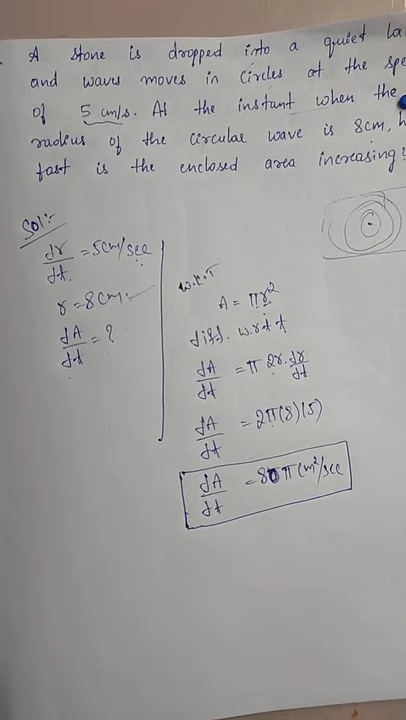 A stone is dropped into a quiet
and waves moves in circles at the
of 5 cm/s. At the instant when the
radius of the circular wave is 8cm,
fast is the enclosed area increasing?
Sol:-
dr/dt = 5cm/sec
r = 8cm.
dA/dt = ?
W.K.T
A = πr²
diff. w.r.t t
dA/dt = π 2r. dr/dt
dA/dt = 2π(8)(5)
dA/dt = 80π cm²/sec